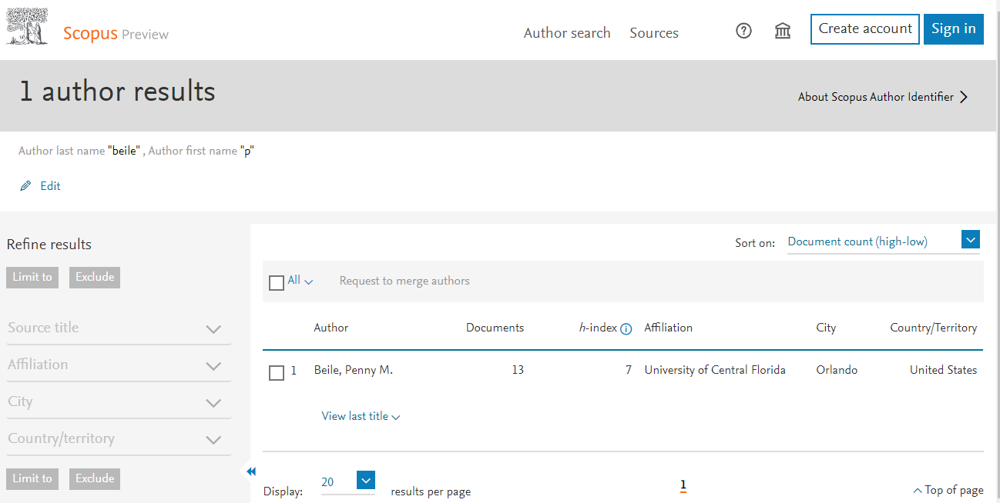 Scopus Preview
Author search Sources
Create account Sign in
1 author results
About Scopus Author Identifier
Author last name "beile" , Author first name "p"
Edit
Refine results
Limit to Exclude
Source title
Affiliation
City
Country/territory
Limit to Exclude
Sort on: Document count (high-low)
All Request to merge authors
Author Documents h-index Affiliation City Country/Territory
1 Beile, Penny M. 13 7 University of Central Florida Orlando United States
View last title
Display: 20 results per page
1
Top of page